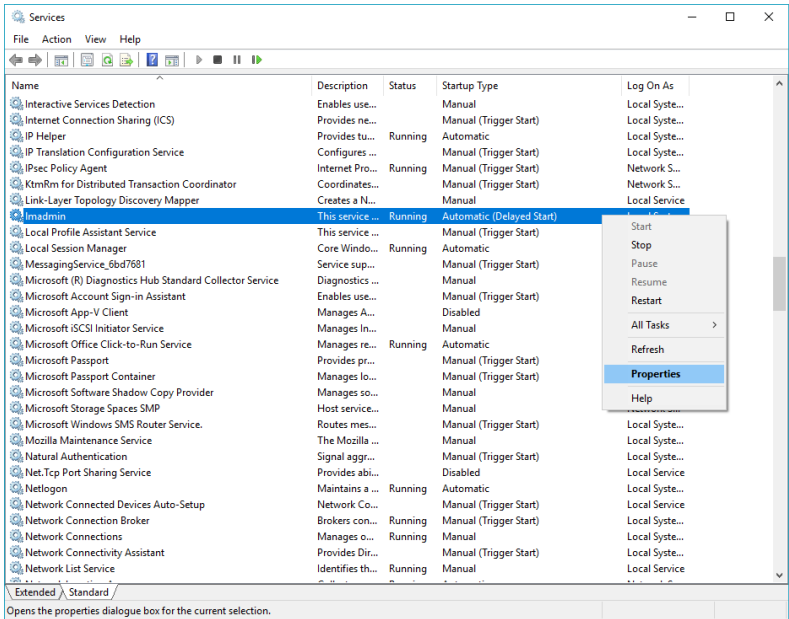 Services
File Action View Help
Name Description Status Startup Type Log On As
Interactive Services Detection Enables use... Manual Local Syste...
Internet Connection Sharing (ICS) Provides ne... Manual (Trigger Start) Local Syste...
IP Helper Provides tu... Running Automatic Local Syste...
IP Translation Configuration Service Configures ... Manual (Trigger Start) Local Syste...
IPsec Policy Agent Internet Pro... Running Manual (Trigger Start) Network S...
KtmRm for Distributed Transaction Coordinator Coordinates... Manual (Trigger Start) Network S...
Link-Layer Topology Discovery Mapper Creates a N... Manual Local Service
lmadmin This service ... Running Automatic (Delayed Start)
Local Profile Assistant Service This service ... Manual (Trigger Start)
Local Session Manager Core Windo... Running Automatic
MessagingService_6bd7681 Service sup... Manual (Trigger Start)
Microsoft (R) Diagnostics Hub Standard Collector Service Diagnostics ... Manual
Microsoft Account Sign-in Assistant Enables use... Manual (Trigger Start)
Microsoft App-V Client Manages A... Disabled
Microsoft iSCSI Initiator Service Manages In... Manual
Microsoft Office Click-to-Run Service Manages re... Running Automatic
Microsoft Passport Provides pr... Manual (Trigger Start)
Microsoft Passport Container Manages lo... Manual (Trigger Start)
Microsoft Software Shadow Copy Provider Manages so... Manual
Microsoft Storage Spaces SMP Host service... Manual
Microsoft Windows SMS Router Service. Routes mes... Manual (Trigger Start) Local Syste...
Mozilla Maintenance Service The Mozilla ... Manual Local Syste...
Natural Authentication Signal aggr... Manual (Trigger Start) Local Syste...
Net.Tcp Port Sharing Service Provides abi... Disabled Local Service
Netlogon Maintains a ... Running Automatic Local Syste...
Network Connected Devices Auto-Setup Network Co... Manual (Trigger Start) Local Service
Network Connection Broker Brokers con... Running Manual (Trigger Start) Local Syste...
Network Connections Manages o... Running Manual Local Syste...
Network Connectivity Assistant Provides Dir... Manual (Trigger Start) Local Syste...
Network List Service Identifies th... Running Manual Local Service
Start
Stop
Pause
Resume
Restart
All Tasks
Refresh
Properties
Help
Extended Standard
Opens the properties dialogue box for the current selection.